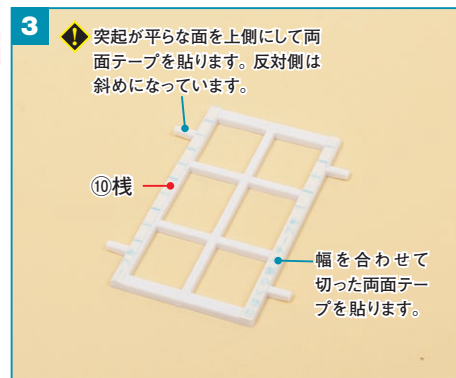 3
突起が平らな面を上側にして両
面テープを貼ります。反対側は
斜めになっています。
⑩桟
幅を合わせて
切った両面テー
プを貼ります。